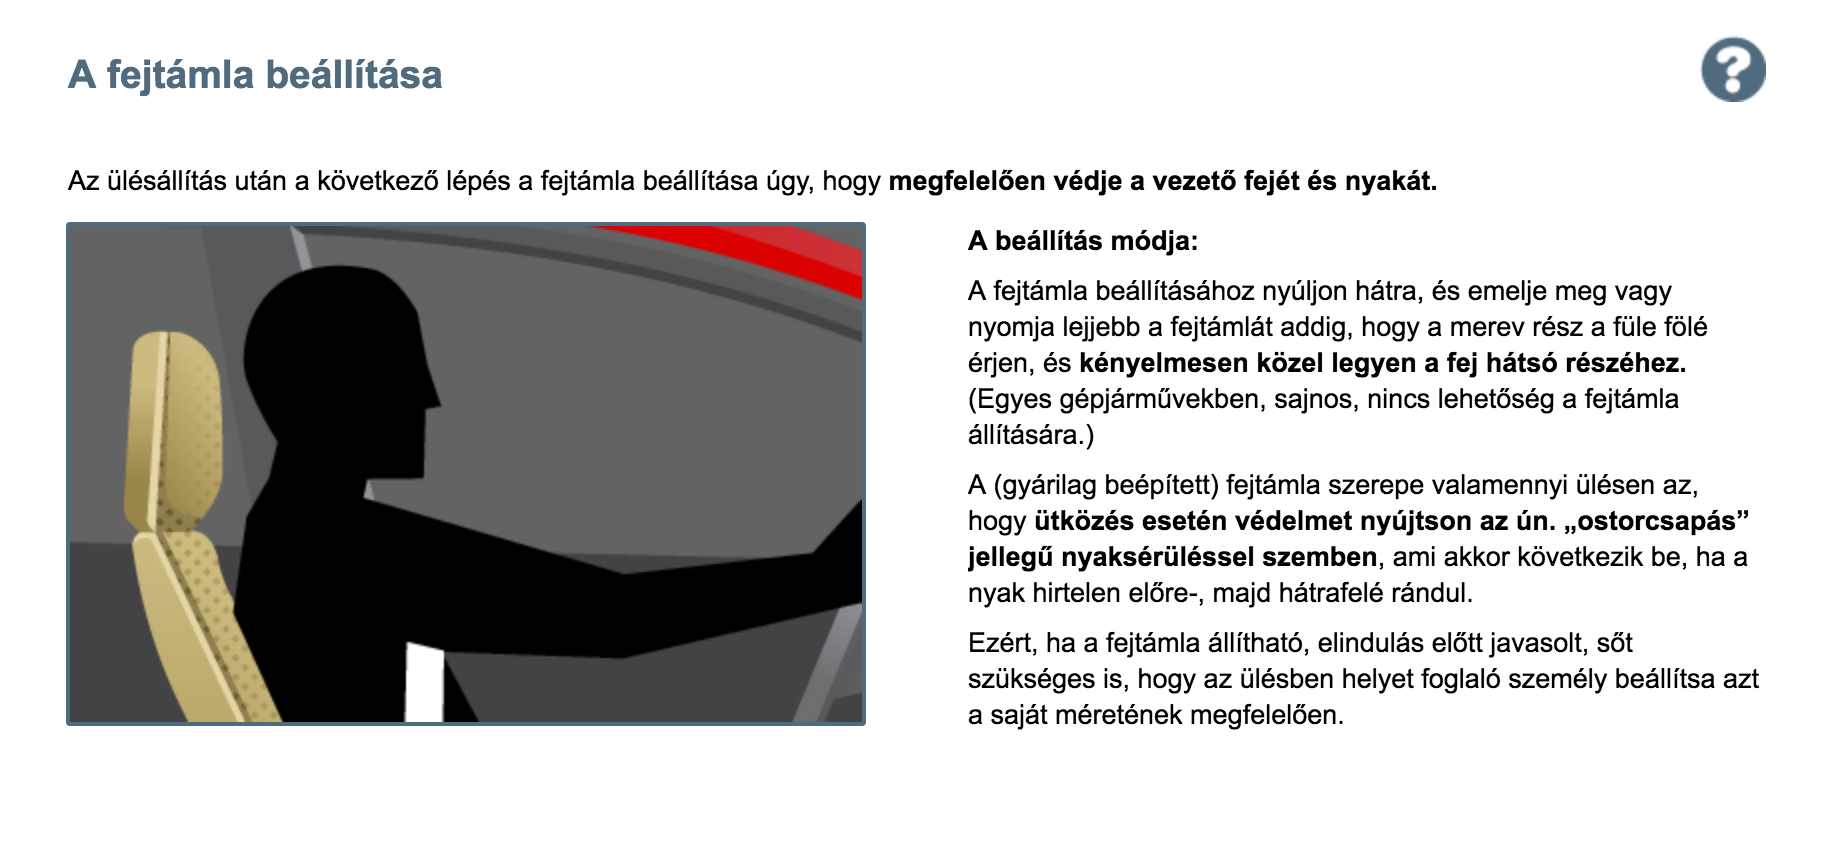 A fejtámla beállítása
?
Az ülésállítás után a következő lépés a fejtámla beállítása úgy, hogy megfelelően védje a vezető fejét és nyakát.
A beállítás módja:
A fejtámla beállításához nyúljon hátra, és emelje meg vagy
nyomja lejjebb a fejtámlát addig, hogy a merev rész a füle fölé
érjen, és kényelmesen közel legyen a fej hátsó részéhez.
(Egyes gépjárművekben, sajnos, nincs lehetőség a fejtámla
állítására.)
A (gyárilag beépített) fejtámla szerepe valamennyi ülésen az,
hogy ütközés esetén védelmet nyújtson az ún. „ostorcsapás”
jellegű nyaksérüléssel szemben, ami akkor következik be, ha a
nyak hirtelen előre-, majd hátrafelé rándul.
Ezért, ha a fejtámla állítható, elindulás előtt javasolt, sőt
szükséges is, hogy az ülésben helyet foglaló személy beállítsa azt
a saját méretének megfelelően.